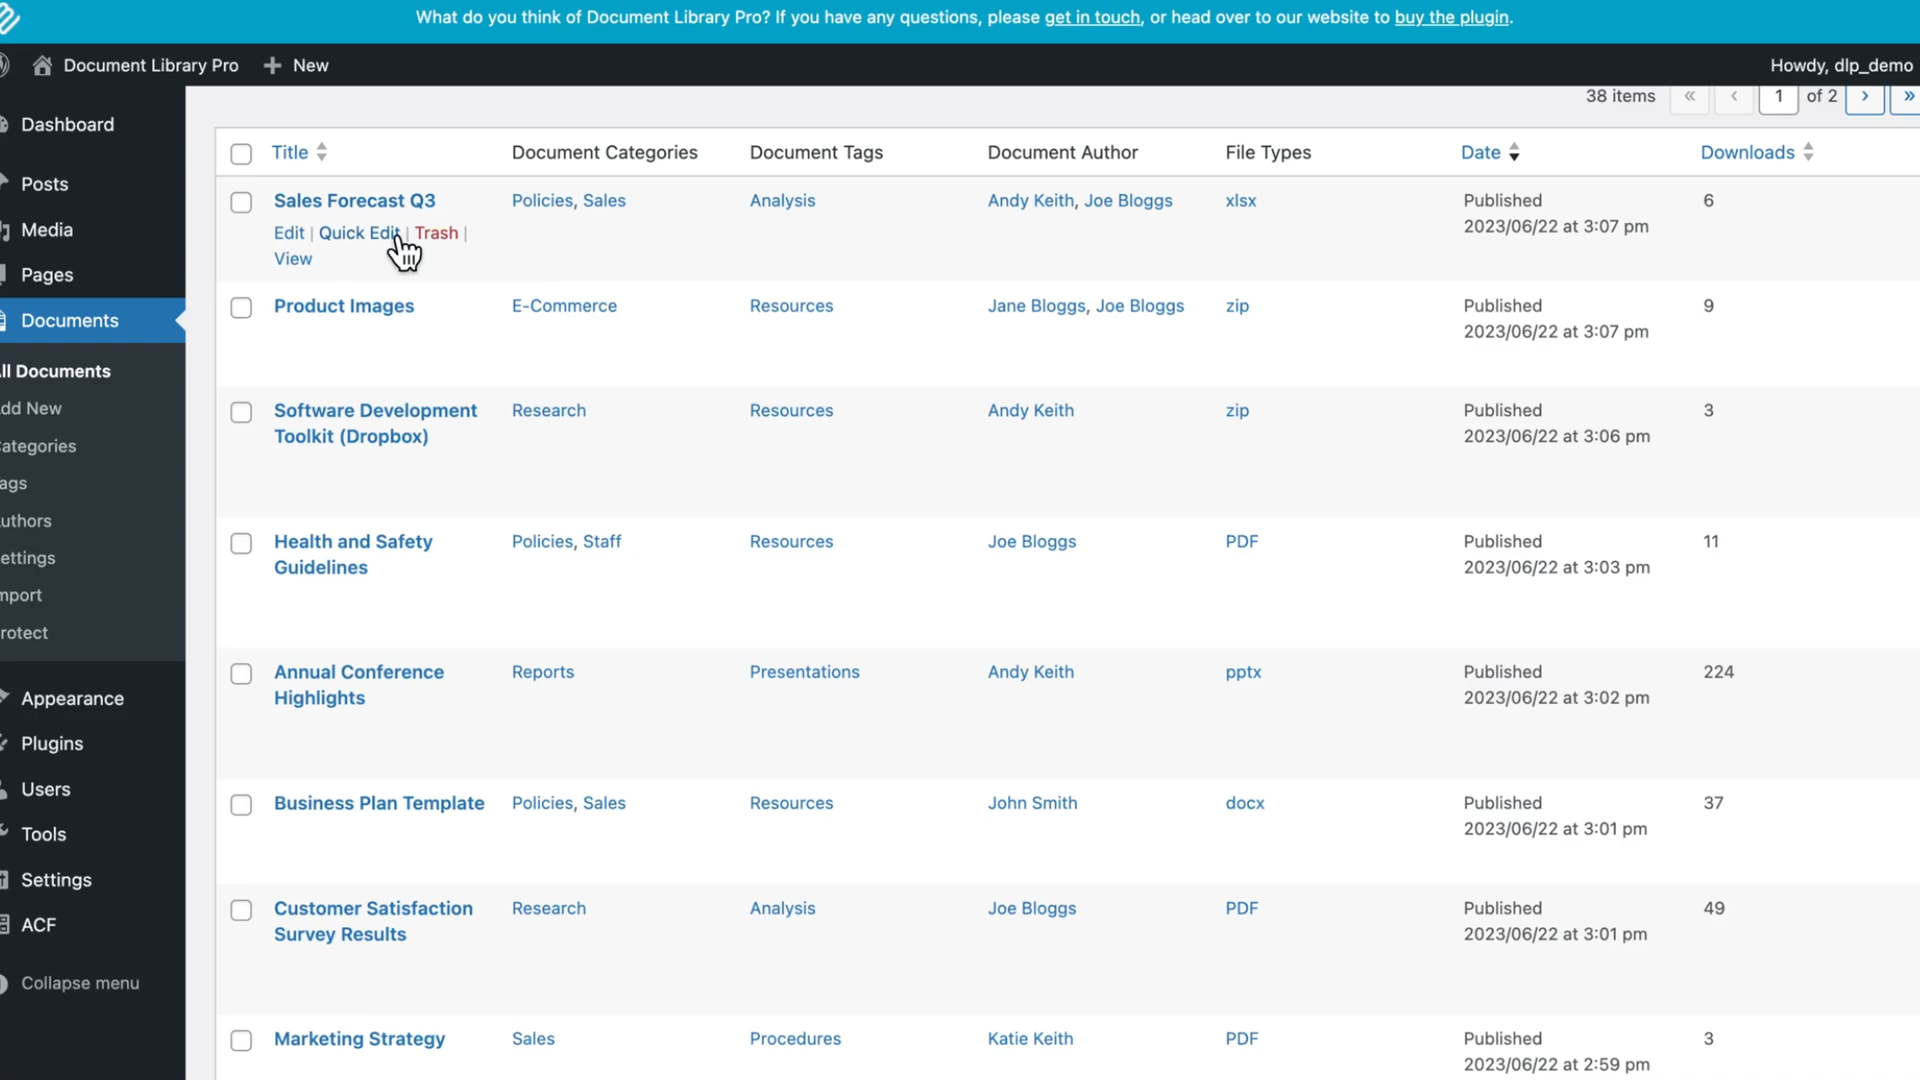 What do you think of Document Library Pro? If you have any questions, please get in touch, or head over to our website to buy the plugin.
Document Library Pro
New
Howdy, dlp_demo
38 items « ‹ 1 of 2 › »
Dashboard
Posts
Media
Pages
Documents
ll Documents
dd New
ategories
ags
uthors
ettings
mport
rotect
Appearance
Plugins
Users
Tools
Settings
ACF
Collapse menu
Title Document Categories Document Tags Document Author File Types Date Downloads
Sales Forecast Q3 Policies, Sales Analysis Andy Keith, Joe Bloggs xlsx Published 6
2023/06/22 at 3:07 pm
Edit | Quick Edit | Trash |
View
Product Images E-Commerce Resources Jane Bloggs, Joe Bloggs zip Published 9
2023/06/22 at 3:07 pm
Software Development Research Resources Andy Keith zip Published 3
Toolkit (Dropbox) 2023/06/22 at 3:06 pm
Health and Safety Policies, Staff Resources Joe Bloggs PDF Published 11
Guidelines 2023/06/22 at 3:03 pm
Annual Conference Reports Presentations Andy Keith pptx Published 224
Highlights 2023/06/22 at 3:02 pm
Business Plan Template Policies, Sales Resources John Smith docx Published 37
2023/06/22 at 3:01 pm
Customer Satisfaction Research Analysis Joe Bloggs PDF Published 49
Survey Results 2023/06/22 at 3:01 pm
Marketing Strategy Sales Procedures Katie Keith PDF Published 3
2023/06/22 at 2:59 pm